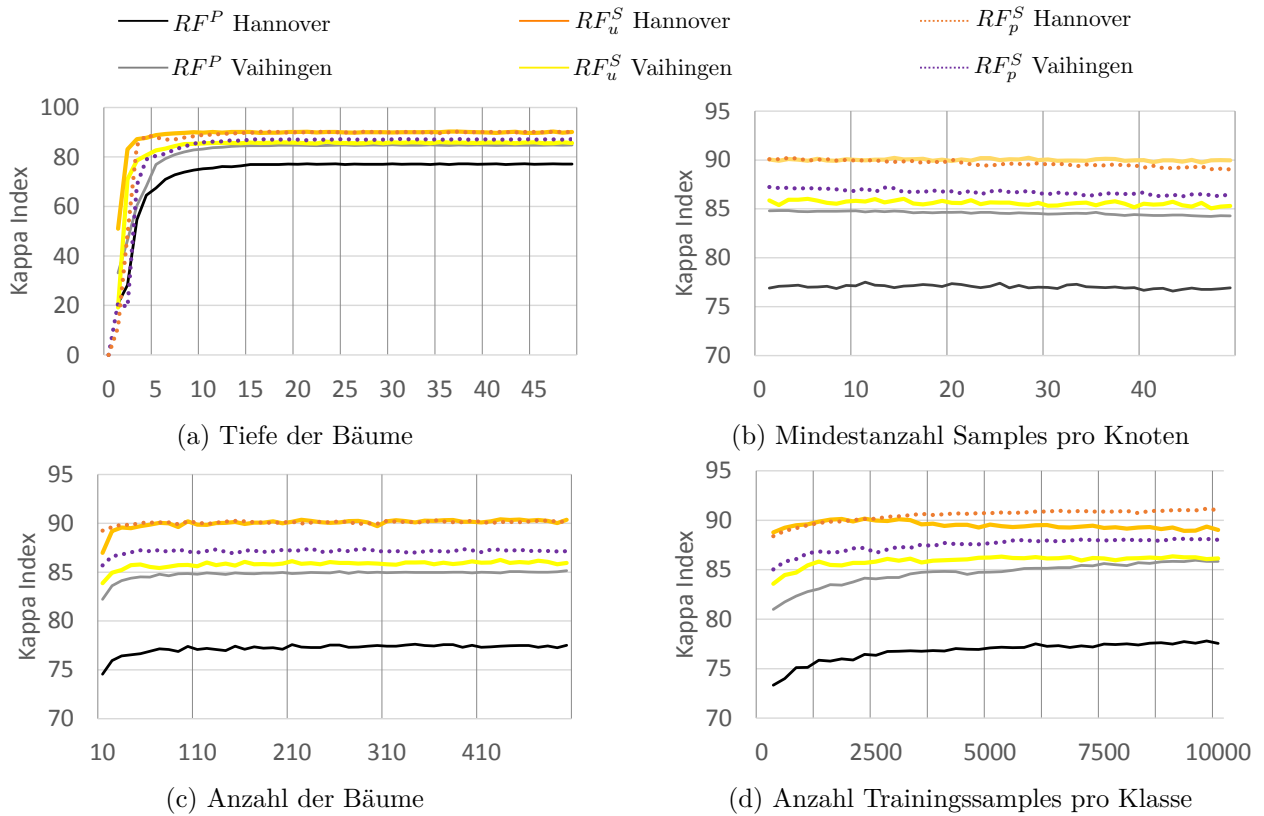 RF^P Hannover
RF_u^S Hannover
RF_p^S Hannover
RF^P Vaihingen
RF_u^S Vaihingen
RF_p^S Vaihingen
Kappa Index
100
80
60
40
20
0
0 5 10 15 20 25 30 35 40 45
(a) Tiefe der Bäume
Kappa Index
95
90
85
80
75
70
0 10 20 30 40
(b) Mindestanzahl Samples pro Knoten
Kappa Index
95
90
85
80
75
70
10 110 210 310 410
(c) Anzahl der Bäume
Kappa Index
95
90
85
80
75
70
0 2500 5000 7500 10000
(d) Anzahl Trainingssamples pro Klasse